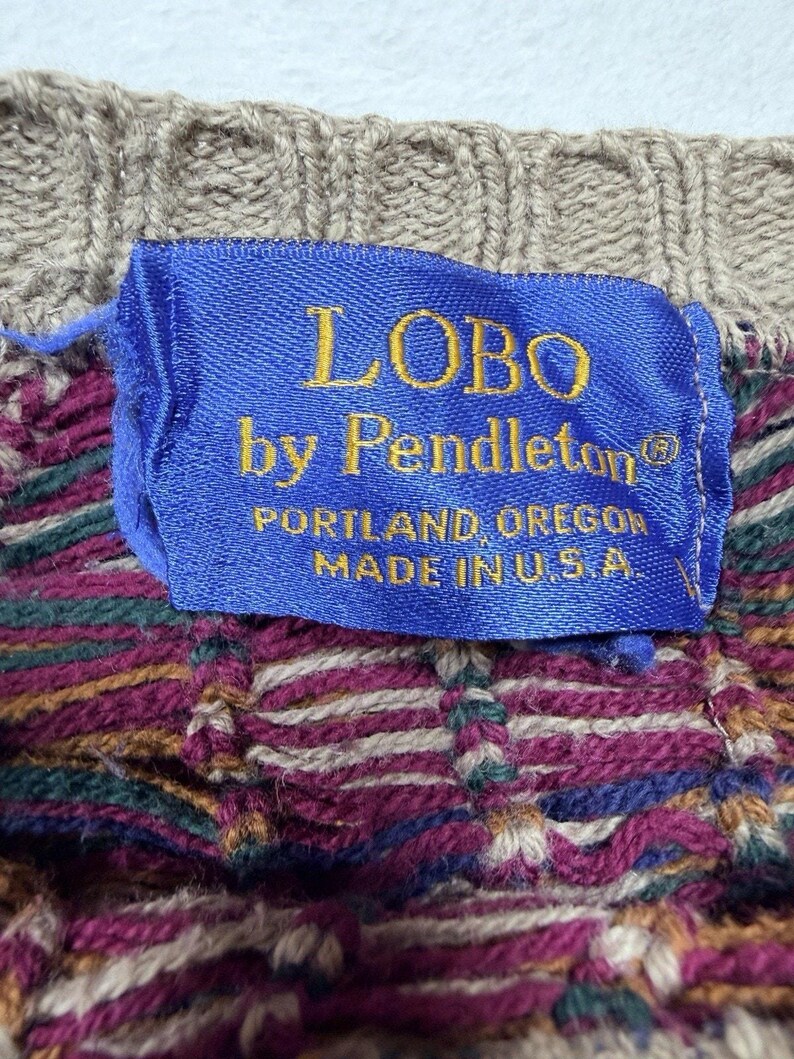 LOBO
by Pendleton®
PORTLAND, OREGON
MADE IN U.S.A.
L